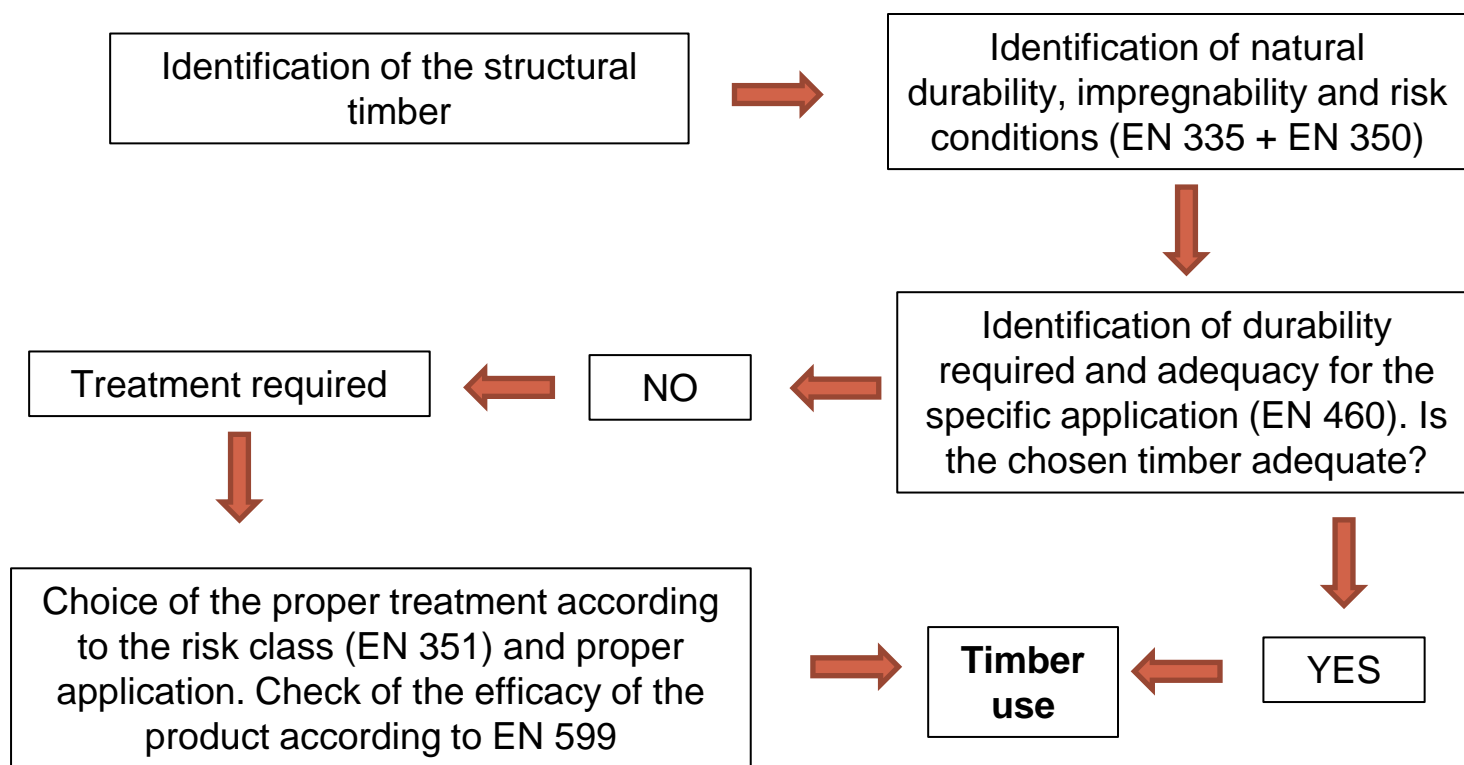 Identification of the structural
timber
Identification of natural
durability, impregnability and risk
conditions (EN 335 + EN 350)
Identification of durability
required and adequacy for the
specific application (EN 460). Is
the chosen timber adequate?
NO
Treatment required
Choice of the proper treatment according
to the risk class (EN 351) and proper
application. Check of the efficacy of the
product according to EN 599
YES
Timber
use